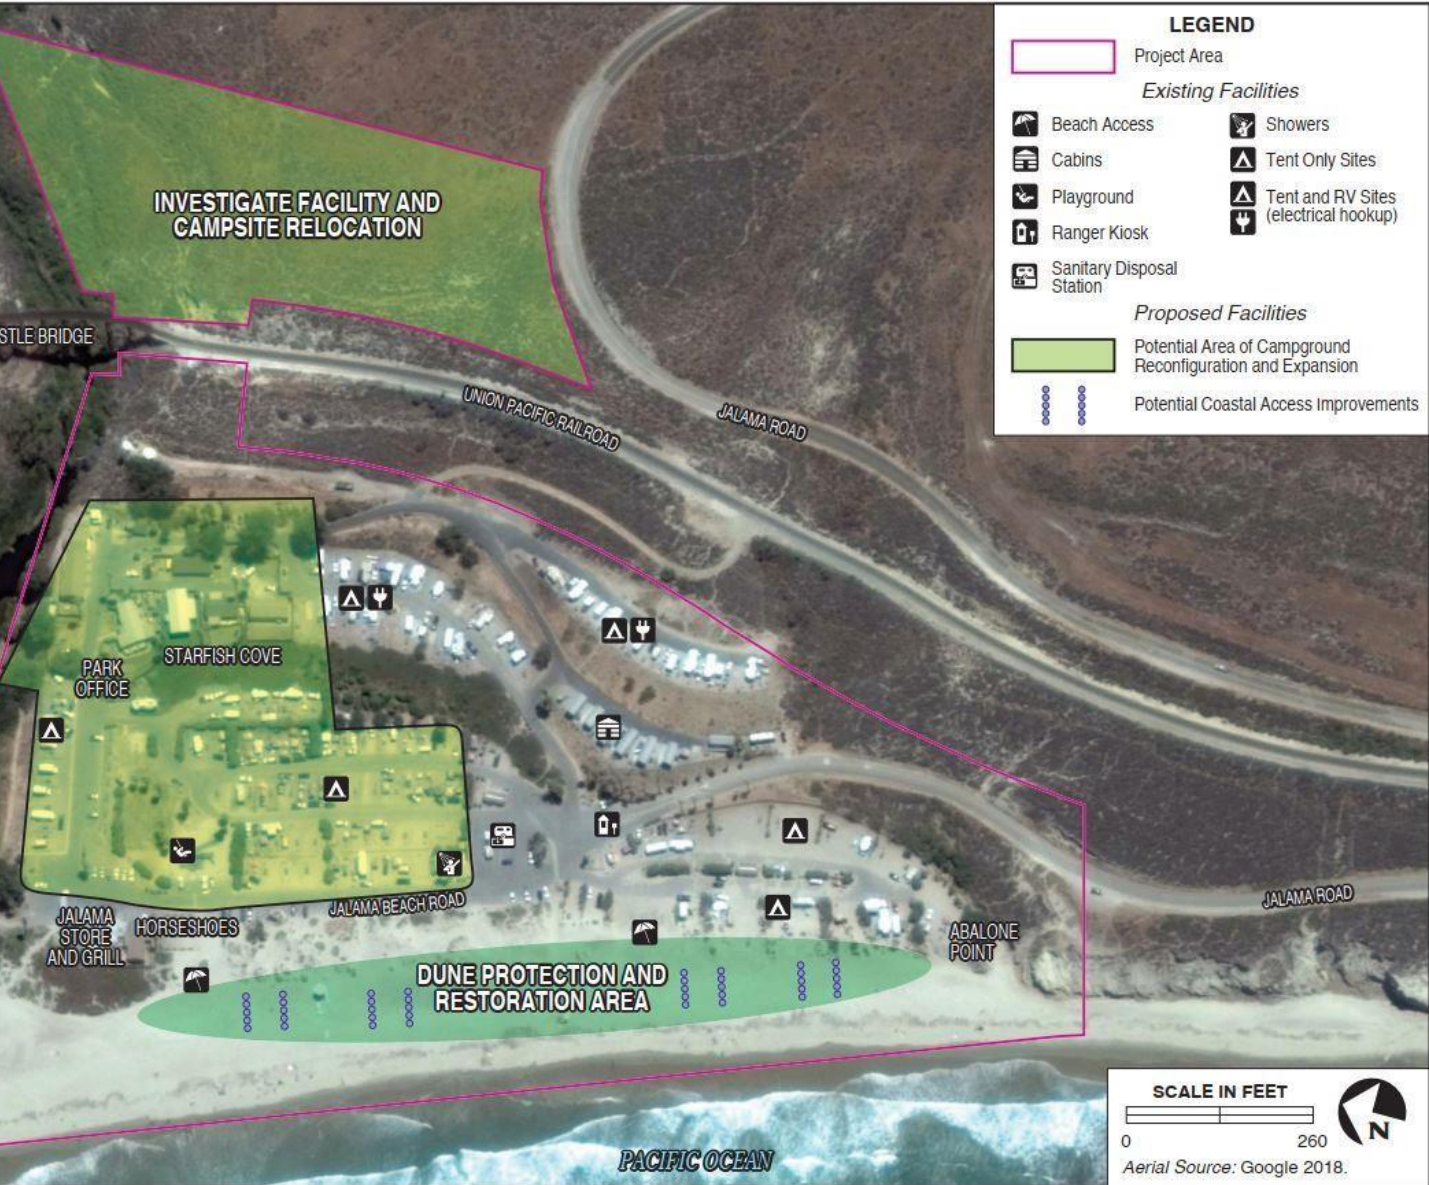 LEGEND
Project Area
Existing Facilities
Beach Access
Showers
Cabins
Tent Only Sites
Playground
Tent and RV Sites
(electrical hookup)
Ranger Kiosk
Sanitary Disposal
Station
Proposed Facilities
Potential Area of Campground
Reconfiguration and Expansion
Potential Coastal Access Improvements
INVESTIGATE FACILITY AND
CAMPSITE RELOCATION
STLE BRIDGE
UNION PACIFIC RAILROAD
JALAMA ROAD
STARFISH COVE
PARK
OFFICE
JALAMA BEACH ROAD
JALAMA ROAD
JALAMA
STORE
AND GRILL
HORSESHOES
ABALONE
POINT
DUNE PROTECTION AND
RESTORATION AREA
PACIFIC OCEAN
SCALE IN FEET
0
260
N
Aerial Source: Google 2018.